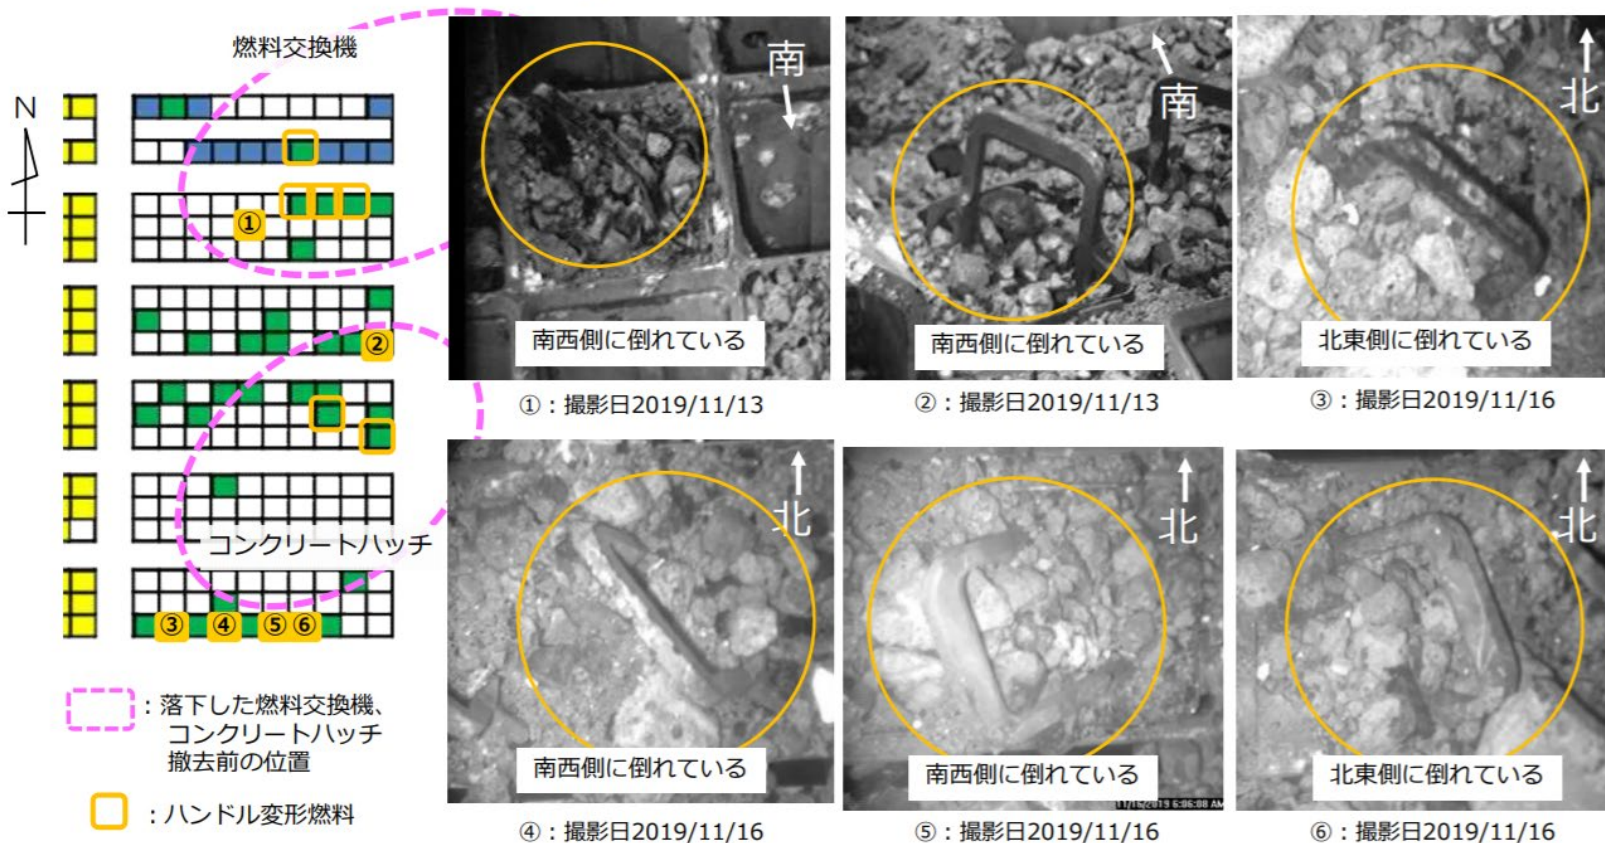 燃料交換機
N
①
②
コンクリートハッチ
③ ④ ⑤ ⑥
：落下した燃料交換機、
コンクリートハッチ
撤去前の位置
：ハンドル変形燃料
南
南西側に倒れている
①：撮影日2019/11/13
南
南西側に倒れている
②：撮影日2019/11/13
北
北東側に倒れている
③：撮影日2019/11/16
北
南西側に倒れている
④：撮影日2019/11/16
北
南西側に倒れている
11/16/2019 6:06:08 AM
⑤：撮影日2019/11/16
北
北東側に倒れている
⑥：撮影日2019/11/16